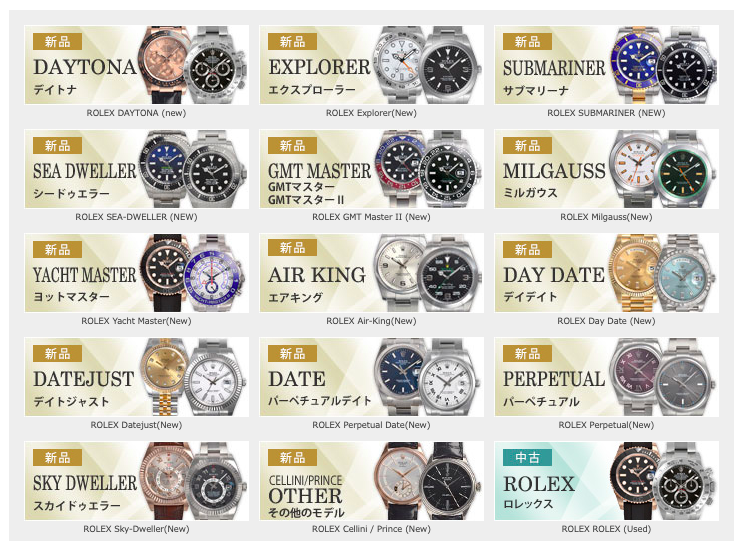 新品
DAYTONA
デイトナ
ROLEX DAYTONA (new)
新品
EXPLORER
エクスプローラー
ROLEX Explorer(New)
新品
SUBMARINER
サブマリーナ
ROLEX SUBMARINER (NEW)
新品
SEA DWELLER
シードゥエラー
ROLEX SEA-DWELLER (NEW)
新品
GMT MASTER
GMTマスター
GMTマスターⅡ
ROLEX GMT Master II (New)
新品
MILGAUSS
ミルガウス
ROLEX Milgauss(New)
新品
YACHT MASTER
ヨットマスター
ROLEX Yacht Master(New)
新品
AIR KING
エアキング
ROLEX Air-King(New)
新品
DAY DATE
デイデイト
ROLEX Day Date (New)
新品
DATEJUST
デイトジャスト
ROLEX Datejust(New)
新品
DATE
パーペチュアルデイト
ROLEX Perpetual Date(New)
新品
PERPETUAL
パーペチュアル
ROLEX Perpetual(New)
新品
SKY DWELLER
スカイドゥエラー
ROLEX Sky-Dweller(New)
新品
CELLINI/PRINCE
OTHER
その他のモデル
ROLEX Cellini / Prince (New)
中古
ROLEX
ロレックス
ROLEX ROLEX (Used)